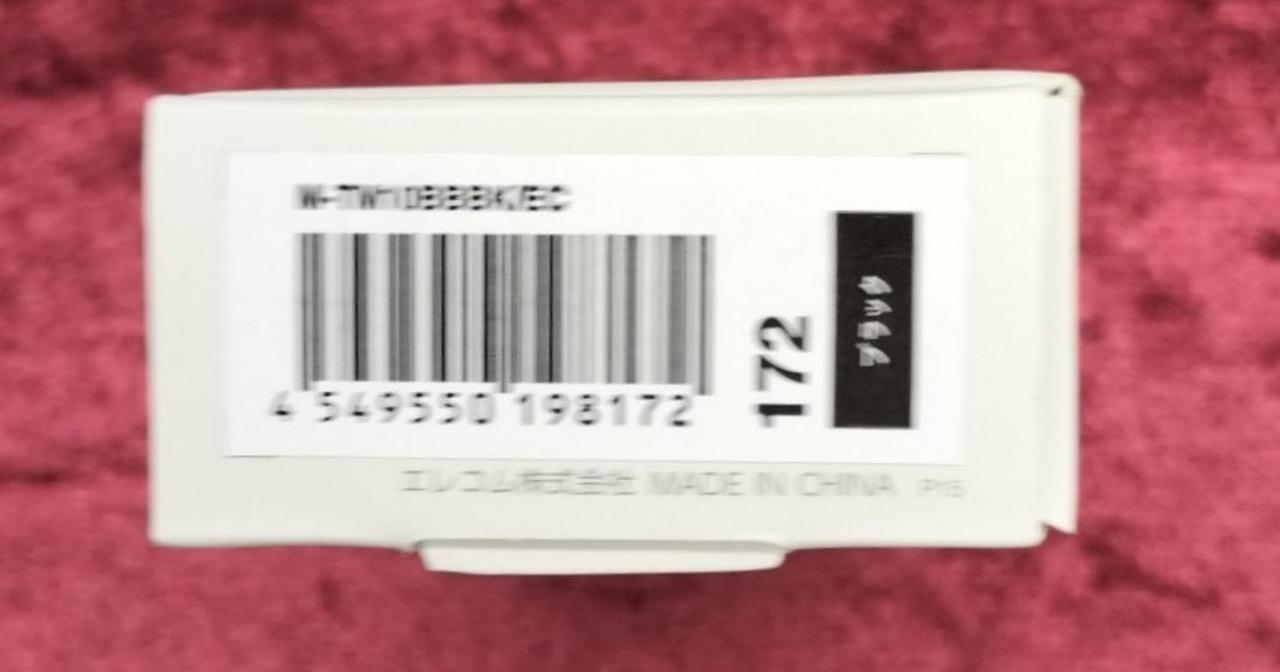 W-TW10BBBK/EC
4 549550 198172
172
ブラック
エレコム株式会社 MADE IN CHINA P15